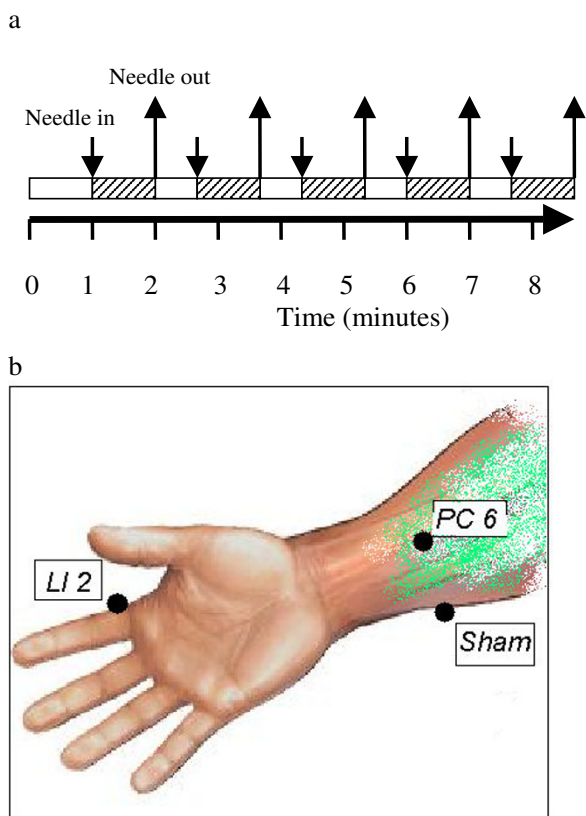 a
Needle out
Needle in
0 1 2 3 4 5 6 7 8
Time (minutes)
b
PC 6
LI 2
Sham